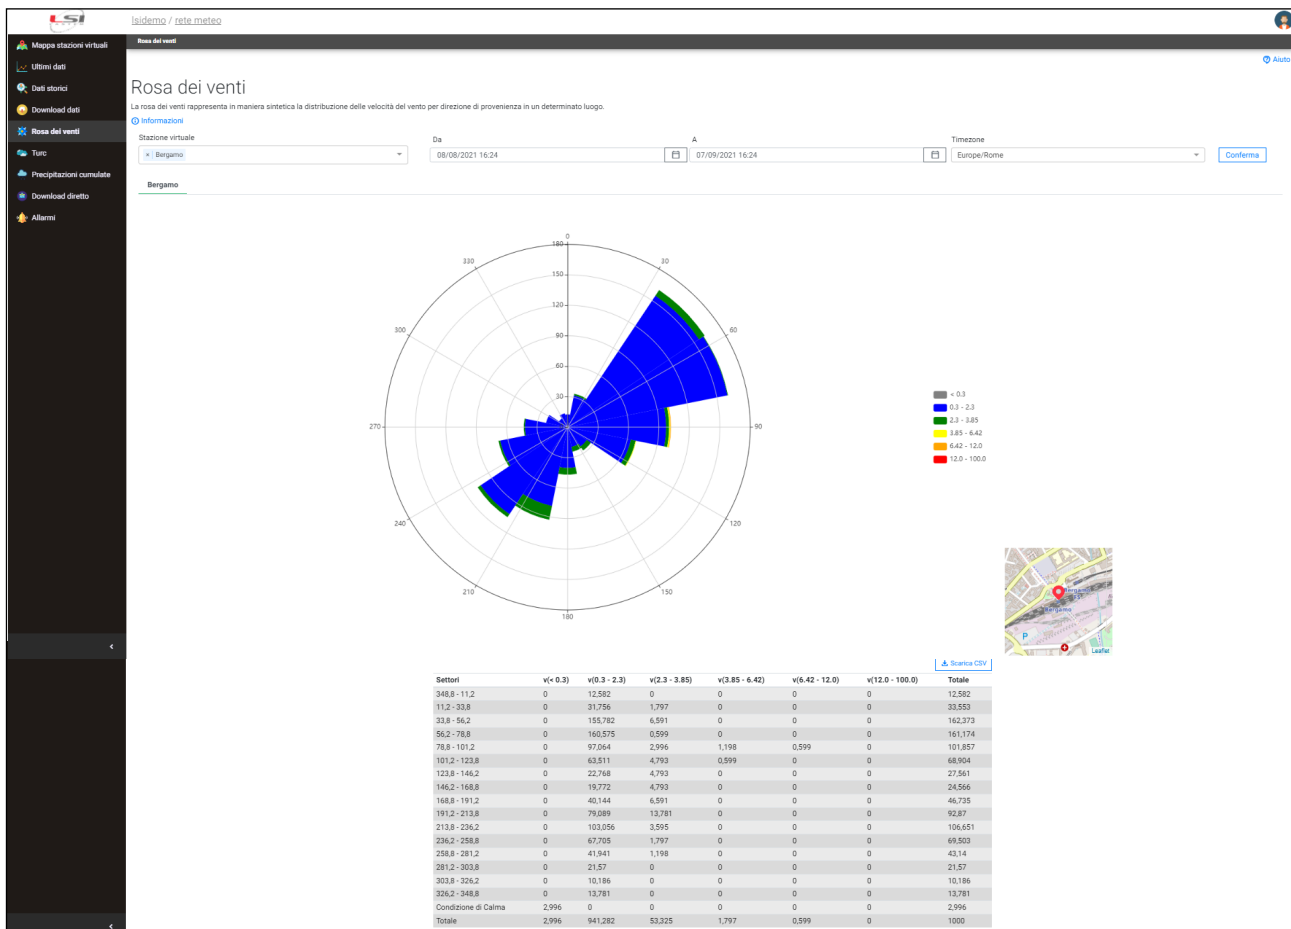 LSI
lsidemo / rete meteo
Mappa stazioni virtuali
Ultimi dati
Dati storici
Download dati
Rosa dei venti
Turc
Precipitazioni cumulate
Download diretto
Allarmi
Rosa dei venti
Aiuto
Rosa dei venti
La rosa dei venti rappresenta in maniera sintetica la distribuzione delle velocità del vento per direzione di provenienza in un determinato luogo.
Informazioni
Stazione virtuale Da A Timezone
× Bergamo 08/08/2021 16:24 07/09/2021 16:24 Europe/Rome Conferma
Bergamo
0
30
60
90
120
150
180
210
240
270
300
330
180
150
120
90
60
30
< 0.3
0.3 - 2.3
2.3 - 3.85
3.85 - 6.42
6.42 - 12.0
12.0 - 100.0
Bergamo
Bergamo
P
Leaflet
Scarica CSV
Settori v(< 0.3) v(0.3 - 2.3) v(2.3 - 3.85) v(3.85 - 6.42) v(6.42 - 12.0) v(12.0 - 100.0) Totale
348,8 - 11,2 0 12,582 0 0 0 0 12,582
11,2 - 33,8 0 31,756 1,797 0 0 0 33,553
33,8 - 56,2 0 155,782 6,591 0 0 0 162,373
56,2 - 78,8 0 160,575 0,599 0 0 0 161,174
78,8 - 101,2 0 97,064 2,996 1,198 0,599 0 101,857
101,2 - 123,8 0 63,511 4,793 0,599 0 0 68,904
123,8 - 146,2 0 22,768 4,793 0 0 0 27,561
146,2 - 168,8 0 19,772 4,793 0 0 0 24,566
168,8 - 191,2 0 40,144 6,591 0 0 0 46,735
191,2 - 213,8 0 79,089 13,781 0 0 0 92,87
213,8 - 236,2 0 103,056 3,595 0 0 0 106,651
236,2 - 258,8 0 67,705 1,797 0 0 0 69,503
258,8 - 281,2 0 41,941 1,198 0 0 0 43,14
281,2 - 303,8 0 21,57 0 0 0 0 21,57
303,8 - 326,2 0 10,186 0 0 0 0 10,186
326,2 - 348,8 0 13,781 0 0 0 0 13,781
Condizione di Calma 2,996 0 0 0 0 0 2,996
Totale 2,996 941,282 53,325 1,797 0,599 0 1000